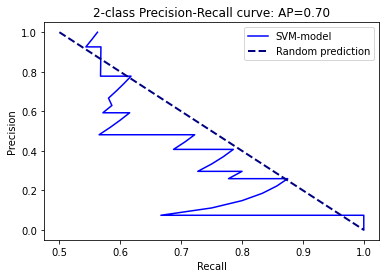 2-class Precision-Recall curve: AP=0.70
SVM-model
Random prediction
Precision
1.0
0.8
0.6
0.4
0.2
0.0
0.5 0.6 0.7 0.8 0.9 1.0
Recall